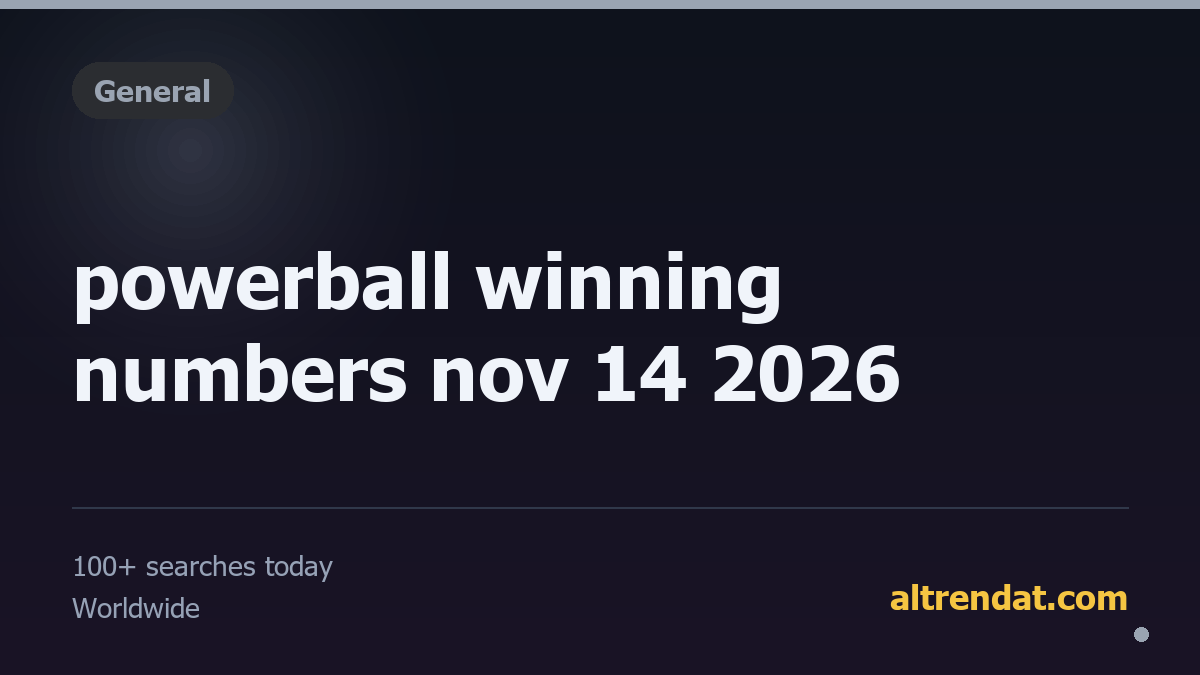 General
powerball winning
numbers nov 14 2026
100+ searches today
Worldwide
altrendat.com